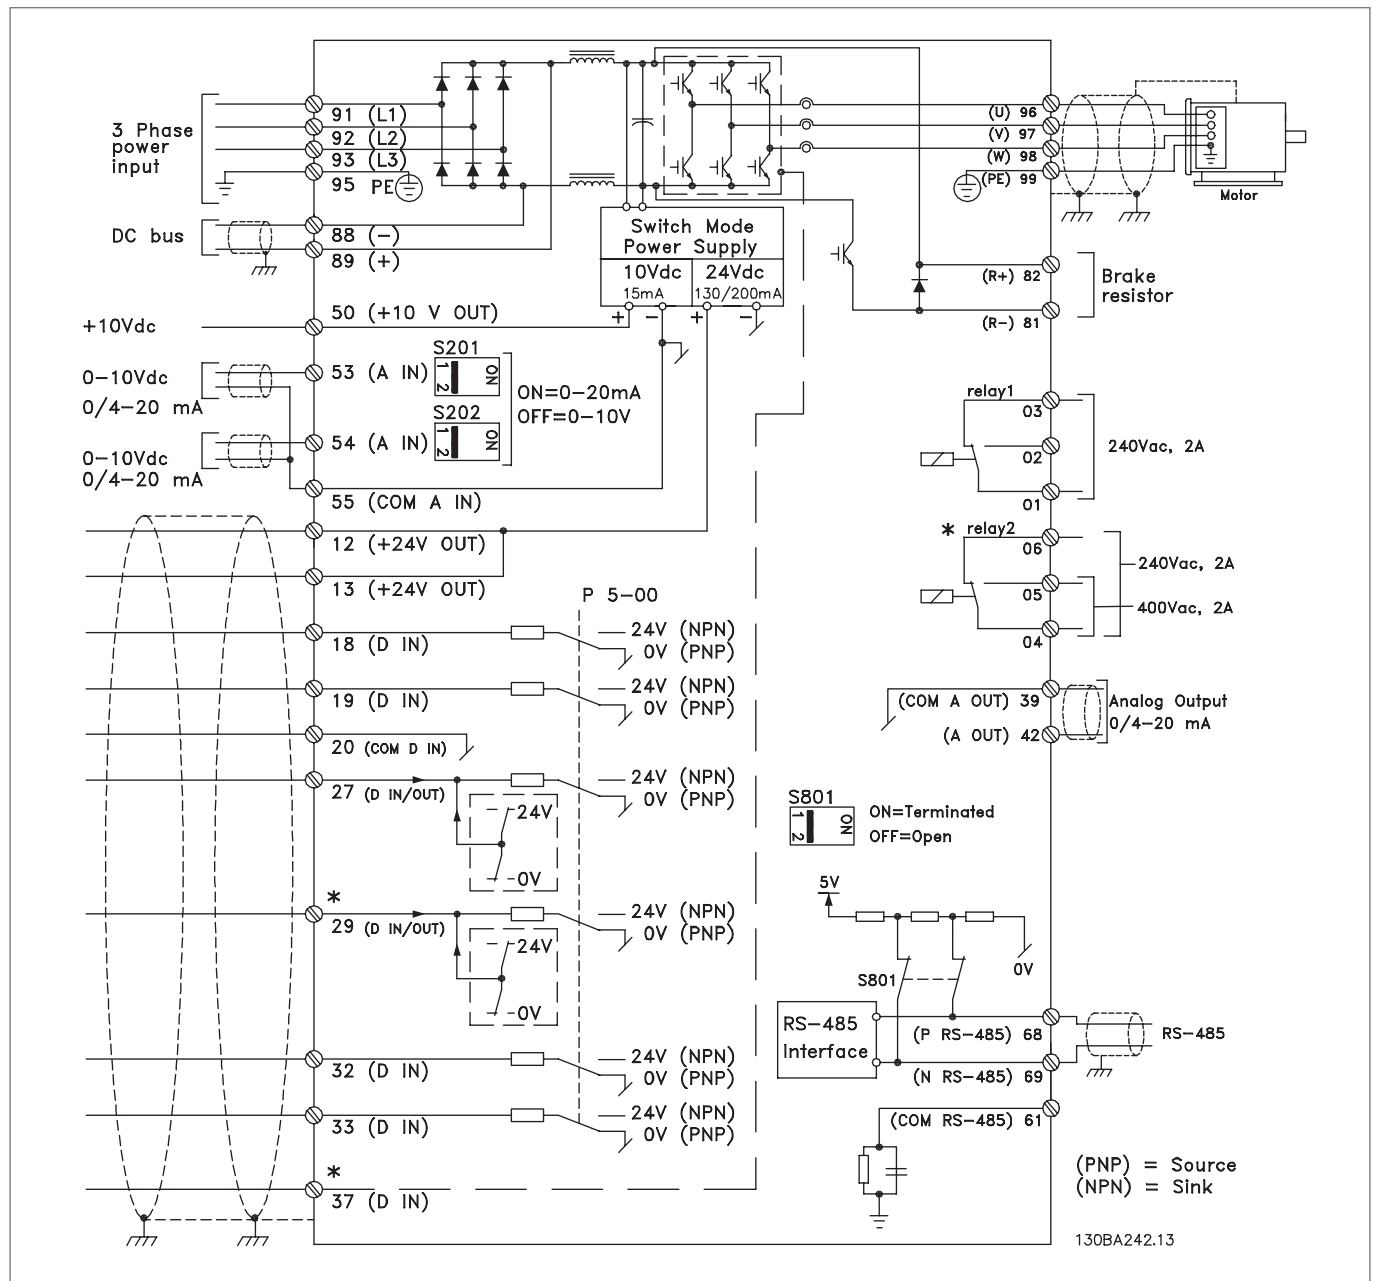 3 Phase
power
input
91 (L1)
92 (L2)
93 (L3)
95 PE
DC bus
88 (-)
89 (+)
Switch Mode
Power Supply
10Vdc
15mA
24Vdc
130/200mA
+ - + -
(U) 96
(V) 97
(W) 98
(PE) 99
Motor
(R+) 82
(R-) 81
Brake
resistor
+10Vdc
50 (+10 V OUT)
0-10Vdc
0/4-20 mA
53 (A IN)
S201
1 2
ON
ON=0-20mA
OFF=0-10V
S202
1 2
ON
0-10Vdc
0/4-20 mA
54 (A IN)
55 (COM A IN)
12 (+24V OUT)
13 (+24V OUT)
relay1
03
02
01
240Vac, 2A
* relay2
06
05
04
240Vac, 2A
400Vac, 2A
P 5-00
18 (D IN)
24V (NPN)
0V (PNP)
19 (D IN)
24V (NPN)
0V (PNP)
20 (COM D IN)
27 (D IN/OUT)
24V (NPN)
0V (PNP)
24V
0V
*
29 (D IN/OUT)
24V (NPN)
0V (PNP)
24V
0V
32 (D IN)
24V (NPN)
0V (PNP)
33 (D IN)
24V (NPN)
0V (PNP)
*
37 (D IN)
(COM A OUT) 39
(A OUT) 42
Analog Output
0/4-20 mA
S801
1 2
ON
ON=Terminated
OFF=Open
5V
0V
S801
RS-485
Interface
(P RS-485) 68
(N RS-485) 69
RS-485
(COM RS-485) 61
(PNP) = Source
(NPN) = Sink
130BA242.13